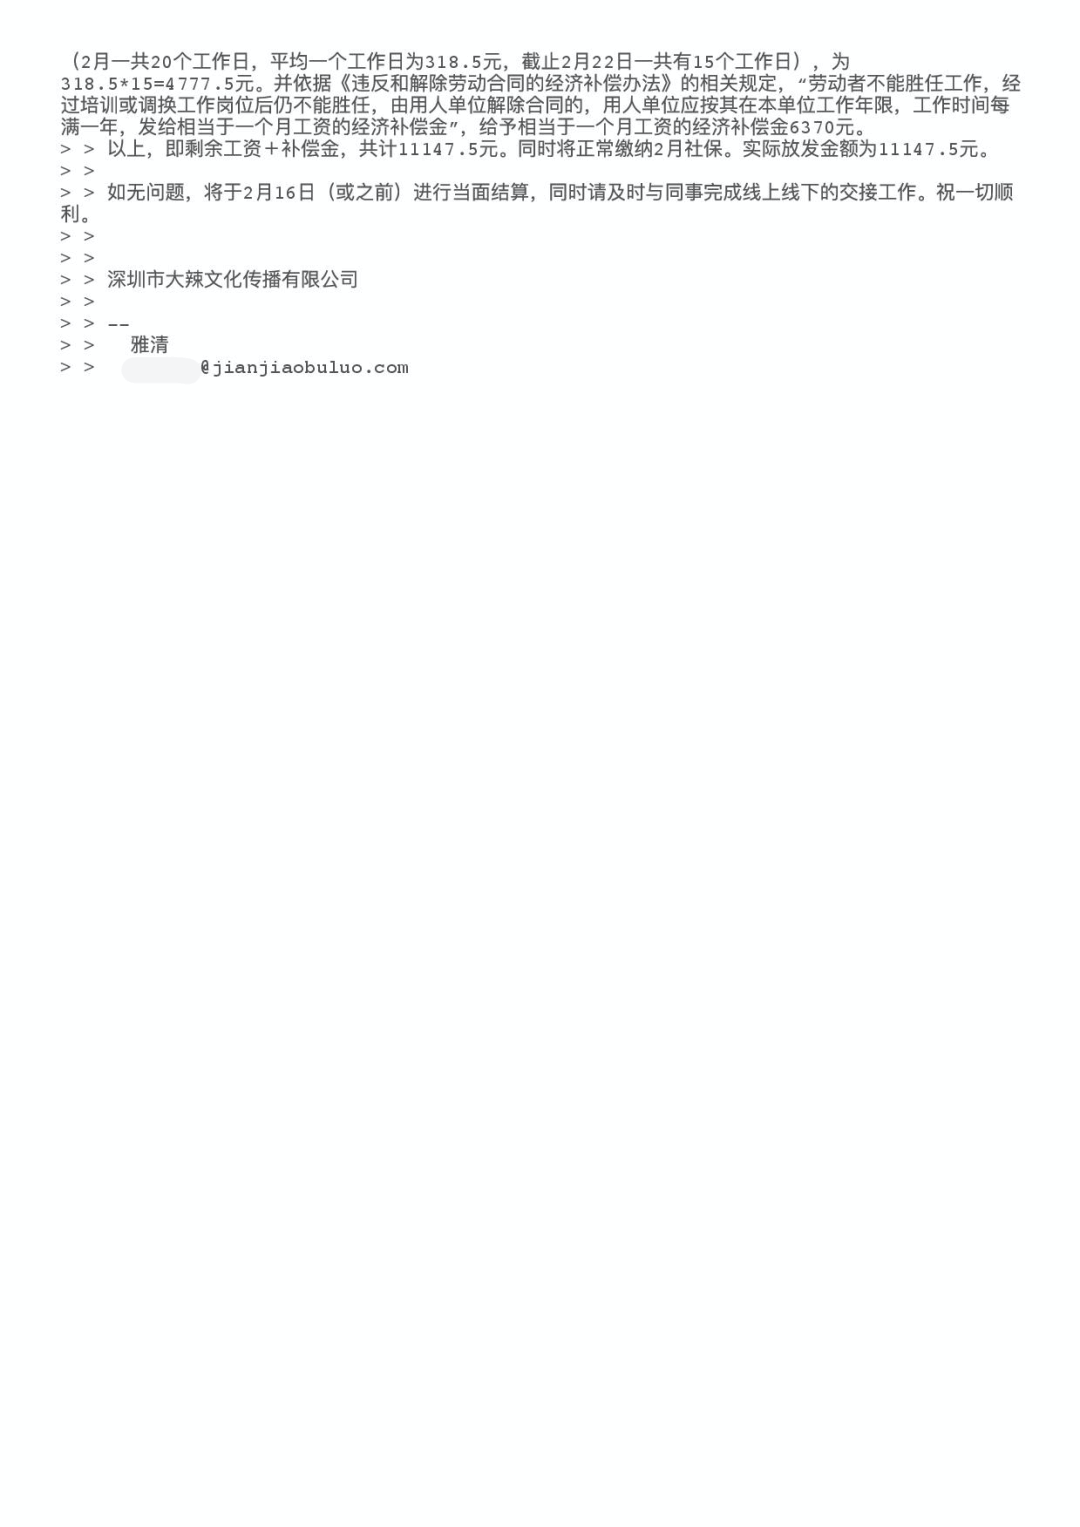 （2月一共20个工作日，平均一个工作日为318.5元，截止2月22日一共有15个工作日），为
318.5*15=4777.5元。并依据《违反和解除劳动合同的经济补偿办法》的相关规定，“劳动者不能胜任工作，经
过培训或调换工作岗位后仍不能胜任，由用人单位解除合同的，用人单位应按其在本单位工作年限，工作时间每
满一年，发给相当于一个月工资的经济补偿金”，给予相当于一个月工资的经济补偿金6370元。
> > 以上，即剩余工资＋补偿金，共计11147.5元。同时将正常缴纳2月社保。实际放发金额为11147.5元。
> >
> > 如无问题，将于2月16日（或之前）进行当面结算，同时请及时与同事完成线上线下的交接工作。祝一切顺
利。
> >
> >
> > 深圳市大辣文化传播有限公司
> >
> > --
> > 雅清
> > @jianjiaobuluo.com